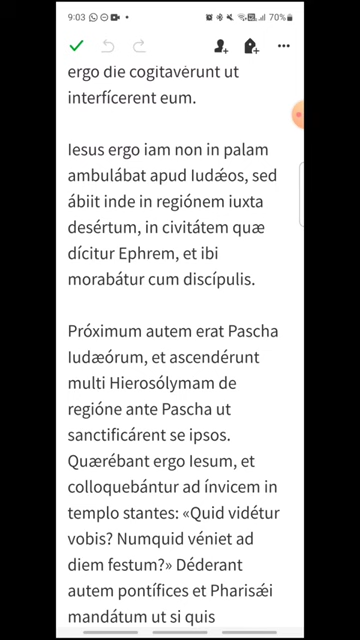 9:03
70%
ergo die cogitavérunt ut
interfícerent eum.
Iesus ergo iam non in palam
ambulábat apud Iudǽos, sed
ábiit inde in regiónem iuxta
desértum, in civitátem quæ
dícitur Ephrem, et ibi
morabátur cum discípulis.
Próximum autem erat Pascha
Iudæórum, et ascendérunt
multi Hierosólymam de
regióne ante Pascha ut
sanctificárent se ipsos.
Quærébant ergo Iesum, et
colloquebántur ad ínvicem in
templo stantes: «Quid vidétur
vobis? Numquid véniet ad
diem festum?» Déderant
autem pontífices et Pharisǽi
mandátum ut si quis